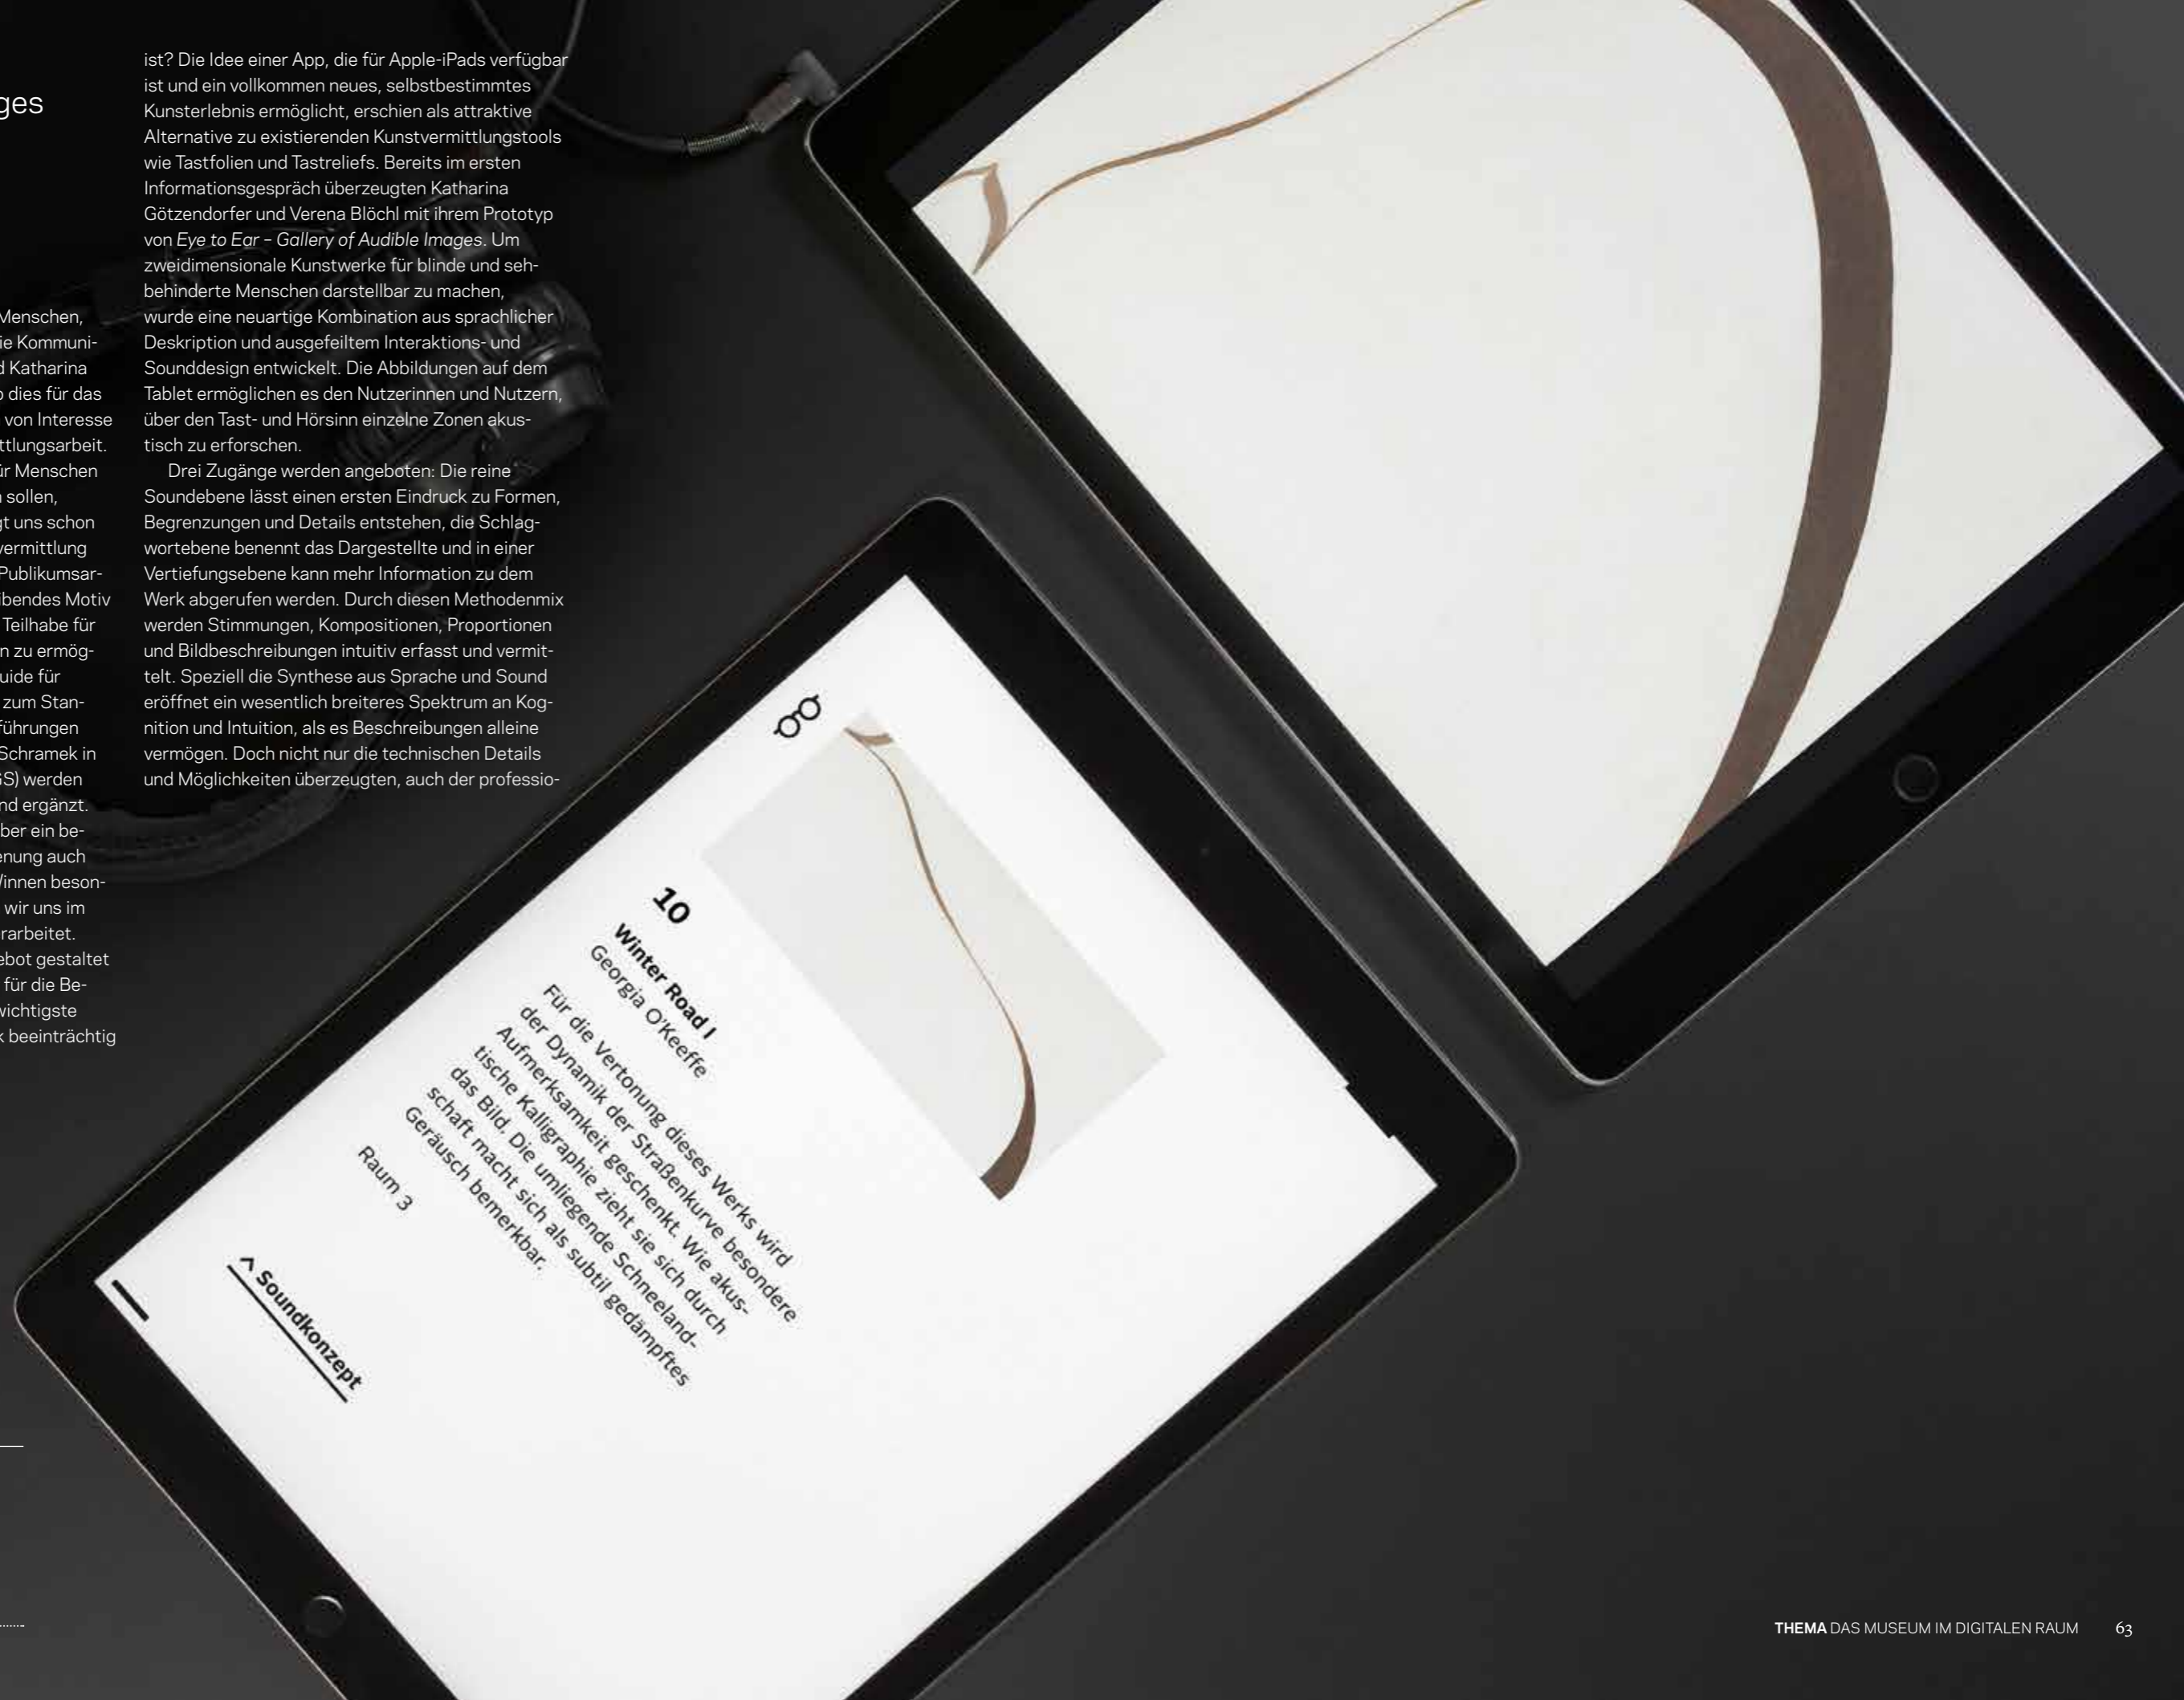 ges
Menschen,
ie Kommuni-
d Katharina
o dies für das
von Interesse
ttlungsarbeit.
ür Menschen
n sollen,
gt uns schon
vermittlung
Publikumsar-
ibendes Motiv
Teilhabe für
n zu ermög-
uide für
zum Stan-
führungen
Schramek in
GS) werden
nd ergänzt.
ber ein be-
enung auch
/innen beson-
wir uns im
rarbeitet.
ebot gestaltet
für die Be-
wichtigste
k beeinträchtig
ist? Die Idee einer App, die für Apple-iPads verfügbar
ist und ein vollkommen neues, selbstbestimmtes
Kunsterlebnis ermöglicht, erschien als attraktive
Alternative zu existierenden Kunstvermittlungstools
wie Tastfolien und Tastreliefs. Bereits im ersten
Informationsgespräch überzeugten Katharina
Götzendorfer und Verena Blöchl mit ihrem Prototyp
von Eye to Ear – Gallery of Audible Images. Um
zweidimensionale Kunstwerke für blinde und seh-
behinderte Menschen darstellbar zu machen,
wurde eine neuartige Kombination aus sprachlicher
Deskription und ausgefeiltem Interaktions- und
Sounddesign entwickelt. Die Abbildungen auf dem
Tablet ermöglichen es den Nutzerinnen und Nutzern,
über den Tast- und Hörsinn einzelne Zonen akus-
tisch zu erforschen.
Drei Zugänge werden angeboten: Die reine
Soundebene lässt einen ersten Eindruck zu Formen,
Begrenzungen und Details entstehen, die Schlag-
wortebene benennt das Dargestellte und in einer
Vertiefungsebene kann mehr Information zu dem
Werk abgerufen werden. Durch diesen Methodenmix
werden Stimmungen, Kompositionen, Proportionen
und Bildbeschreibungen intuitiv erfasst und vermit-
telt. Speziell die Synthese aus Sprache und Sound
eröffnet ein wesentlich breiteres Spektrum an Kog-
nition und Intuition, als es Beschreibungen alleine
vermögen. Doch nicht nur die technischen Details
und Möglichkeiten überzeugten, auch der professio-
10
Winter Road I
Georgia O'Keeffe
Für die Vertonung dieses Werks wird
der Dynamik der Straßenkurve besondere
Aufmerksamkeit geschenkt. Wie akus-
tische Kalligraphie zieht sie sich durch
das Bild. Die umliegende Schneeland-
schaft macht sich als subtil gedämpftes
Geräusch bemerkbar.
Raum 3
^ Soundkonzept
THEMA DAS MUSEUM IM DIGITALEN RAUM 63